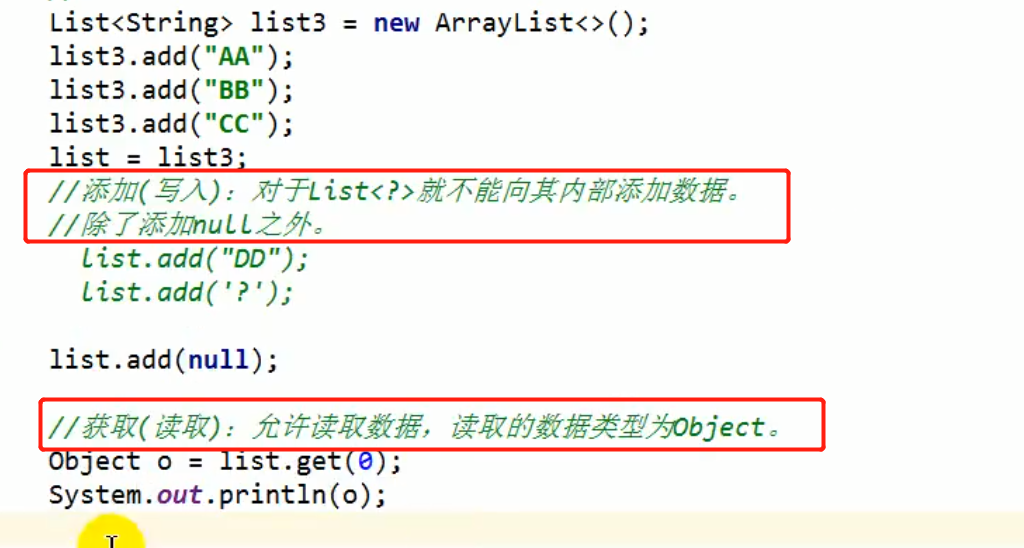 List<String> list3 = new ArrayList<>();
list3.add("AA");
list3.add("BB");
list3.add("CC");
list = list3;
//添加(写入): 对于List<?>就不能向其内部添加数据。
//除了添加null之外。
list.add("DD");
list.add('?');
list.add(null);
//获取(读取): 允许读取数据，读取的数据类型为Object。
Object o = list.get(0);
System.out.println(o);